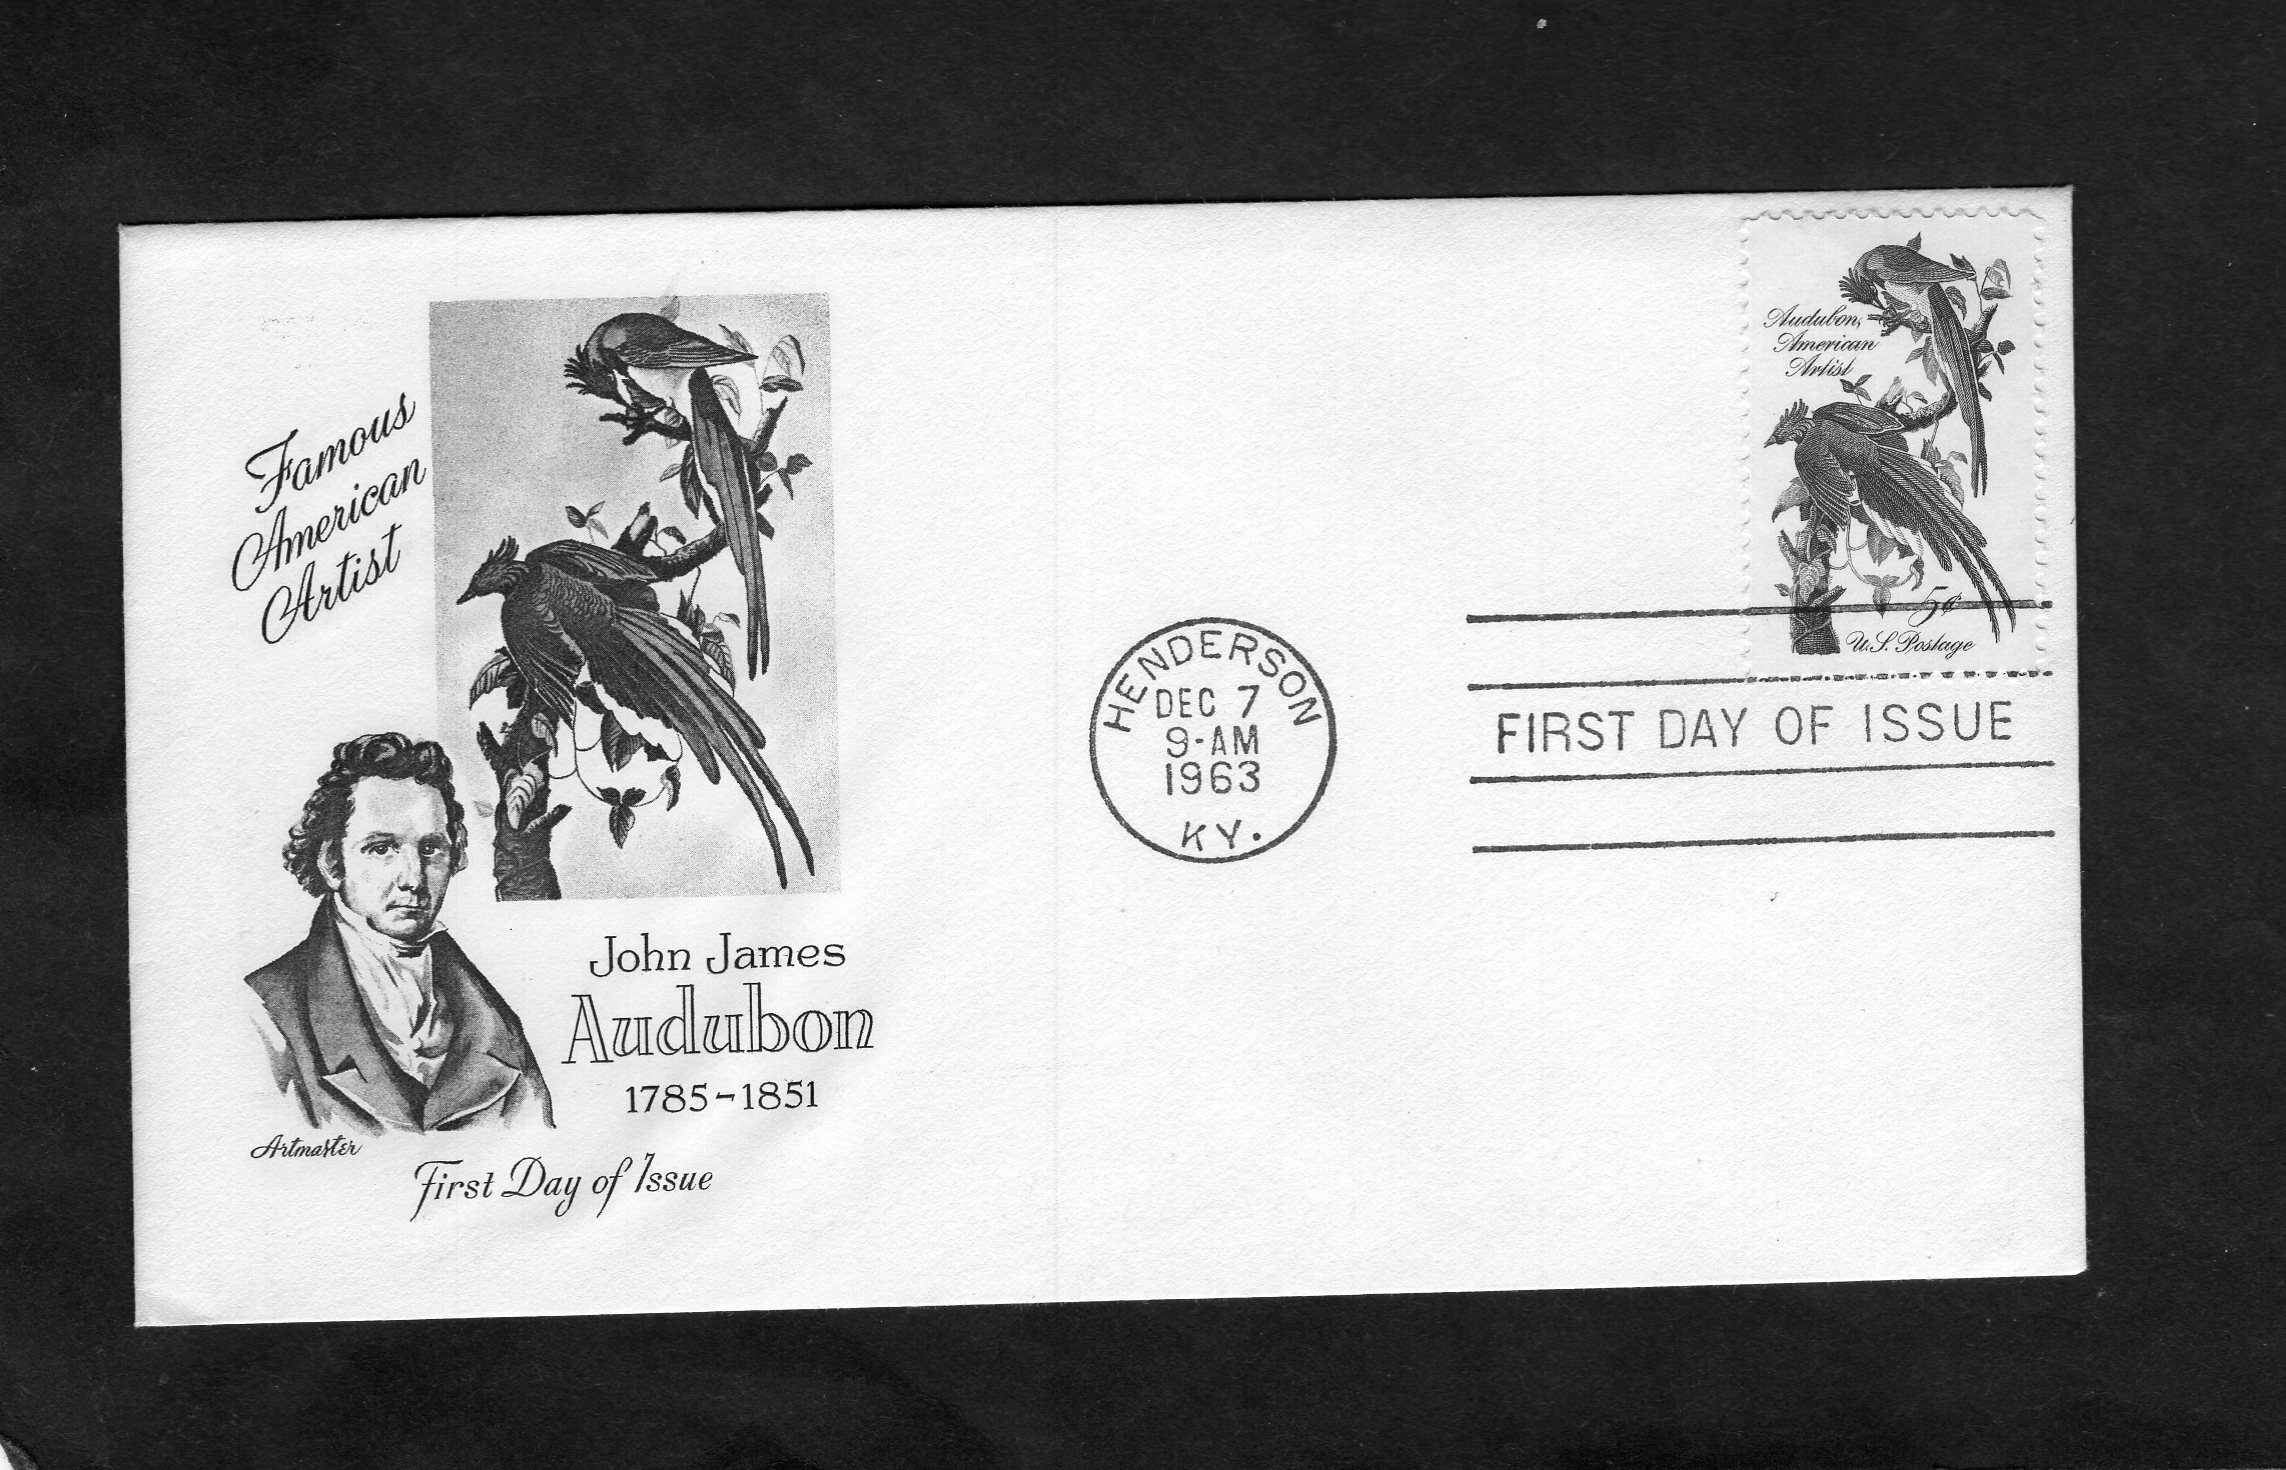 Famous
American
Artist
John James
Audubon
1785-1851
Artmaster
First Day of Issue
HENDERSON
DEC 7
9-AM
1963
KY.
Audubon,
American
Artist
5¢
U.S. Postage
FIRST DAY OF ISSUE